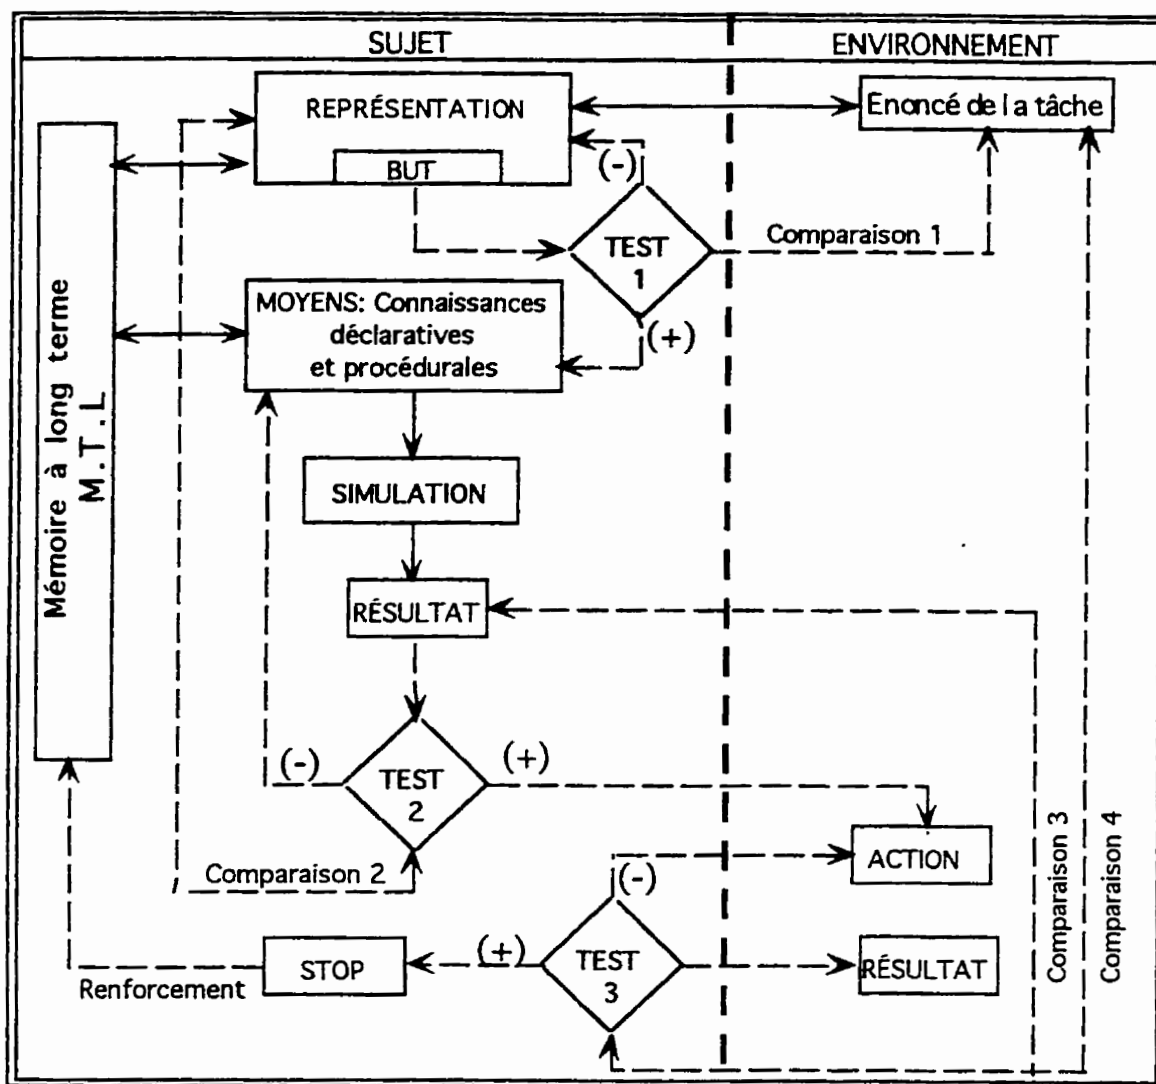 SUJET
ENVIRONNEMENT
REPRÉSENTATION
BUT
Enoncé de la tâche
(-)
TEST
1
Comparaison 1
(+)
MOYENS: Connaissances
déclaratives
et procédurales
Mémoire à long terme
M.T.L
SIMULATION
RÉSULTAT
(-)
TEST
2
(+)
Comparaison 2
ACTION
Comparaison 3
Comparaison 4
(-)
(+)
TEST
3
STOP
RÉSULTAT
Renforcement